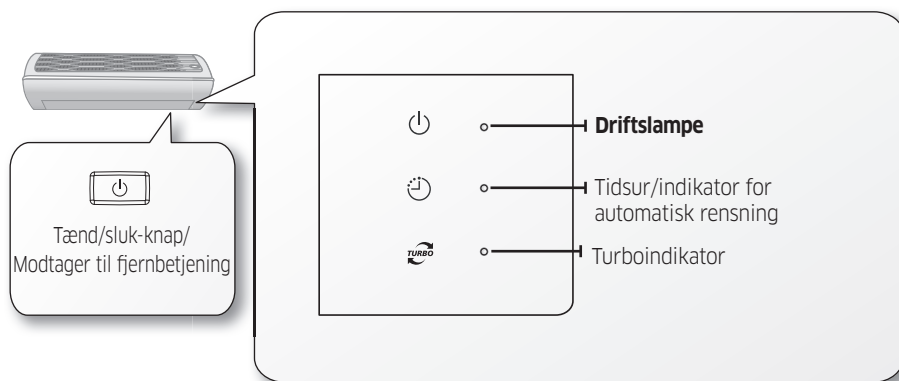 Driftslampe
Tidsur/indikator for
automatisk rensning
TURBO
Turboindikator
Tænd/sluk-knap/
Modtager til fjernbetjening